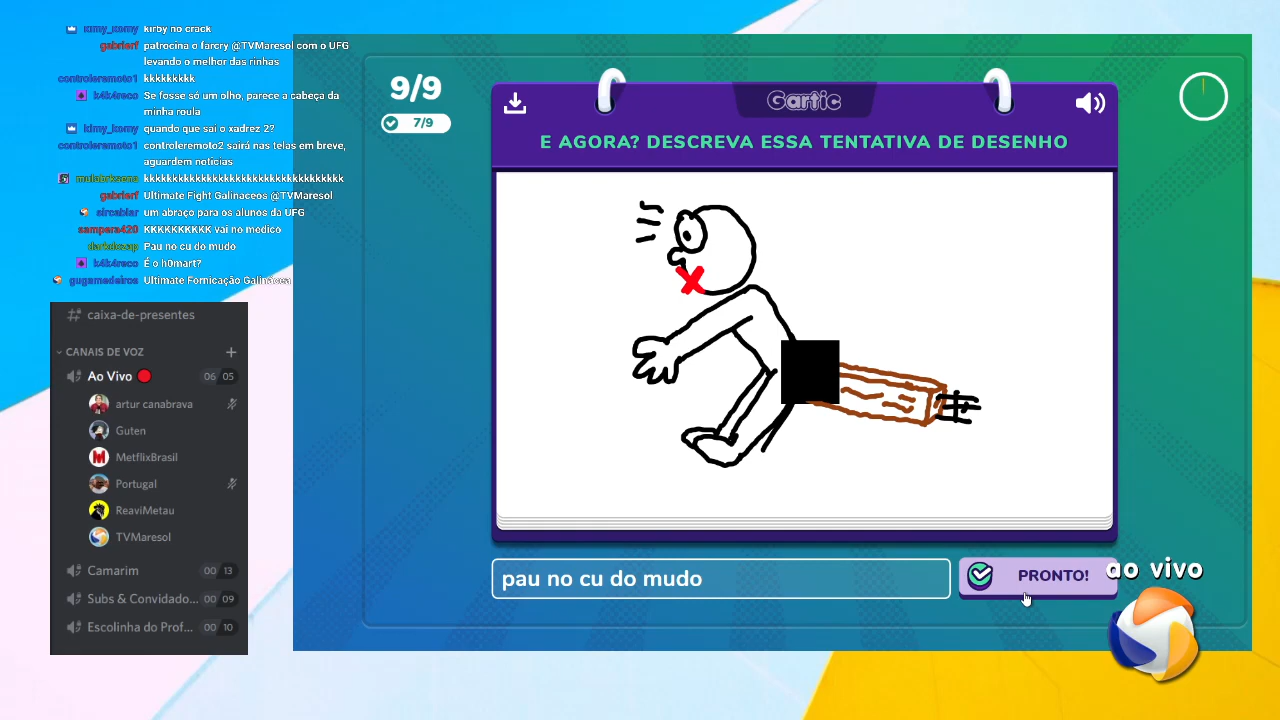 kimy_komy kirby no crack
gabrierf patrocina o farcry @TVMaresol com o UFG
levando o melhor das rinhas
controleremoto1 kkkkkkkkk
k4k4reco Se fosse só um olho, parece a cabeça da
minha roula
kimy_komy quando que sai o xadrez 2?
controleremoto1 controleremoto2 sairá nas telas em breve,
aguardem notícias
kkkkkkkkkkkkkkkkkkkkkkkkkkkkkkkkkkkk
gabrierf Ultimate Fight Galinaceos @TVMaresol
sircablar um abraço para os alunos da UFG
sampera420 KKKKKKKKKK vai no medico
darkdezap Pau no cu do mudo
k4k4reco É o h0mart?
gugamedeiros Ultimate Fornicação Galinácea
# caixa-de-presentes
CANAIS DE VOZ +
Ao Vivo 06 05
artur canabrava
Guten
MetflixBrasil
Portugal
ReaviMetau
TVMaresol
Camarim 00 13
Subs & Convidado... 00 09
Escolinha do Prof... 00 10
9/9
7/9
Gartic
E AGORA? DESCREVA ESSA TENTATIVA DE DESENHO
pau no cu do mudo
PRONTO!
ao vivo